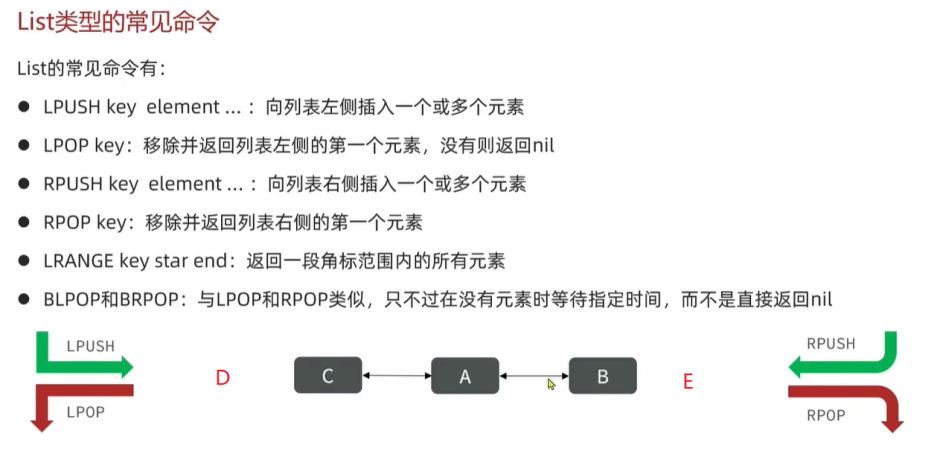 List类型的常见命令
List的常见命令有：
● LPUSH key element ... ：向列表左侧插入一个或多个元素
● LPOP key：移除并返回列表左侧的第一个元素，没有则返回nil
● RPUSH key element ... ：向列表右侧插入一个或多个元素
● RPOP key：移除并返回列表右侧的第一个元素
● LRANGE key star end：返回一段角标范围内的所有元素
● BLPOP和BRPOP：与LPOP和RPOP类似，只不过在没有元素时等待指定时间，而不是直接返回nil
LPUSH RPUSH
D C A B E
LPOP RPOP